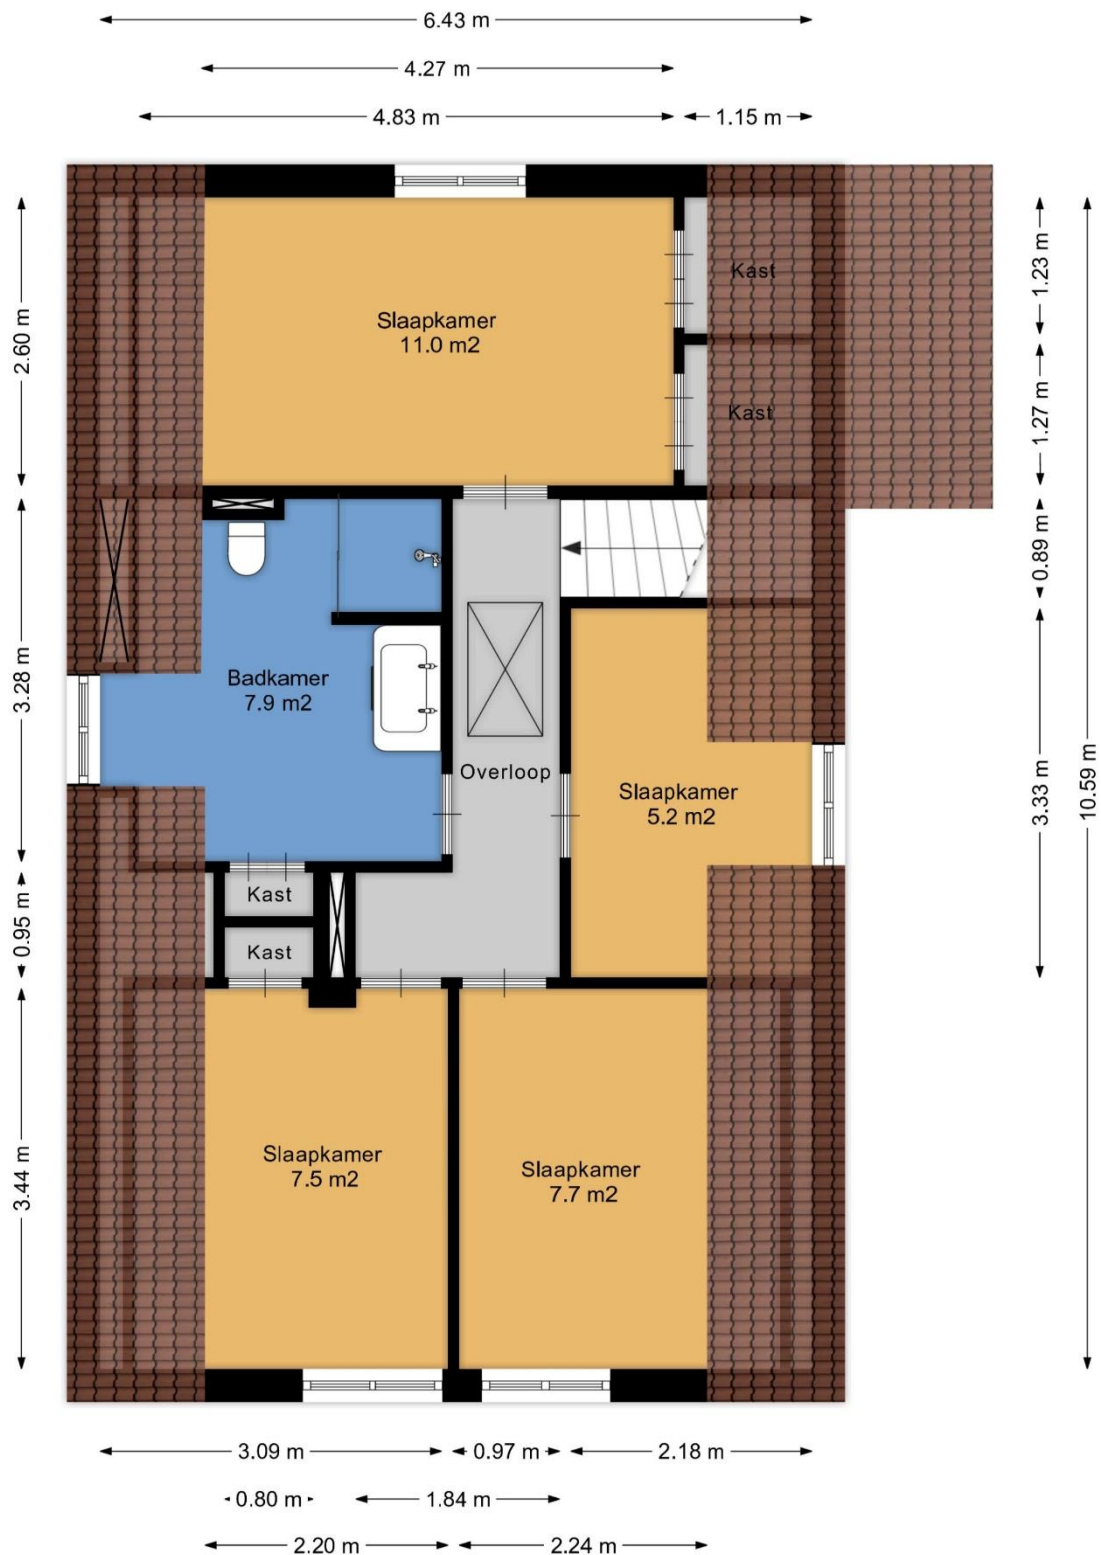 6.43 m
4.27 m
4.83 m
1.15 m
Kast
1.23 m
10.59 m
2.60 m
Slaapkamer
11.0 m2
Kast
1.27 m
0.89 m
3.28 m
Badkamer
7.9 m2
Overloop
Slaapkamer
5.2 m2
3.33 m
Kast
0.95 m
Kast
3.44 m
Slaapkamer
7.5 m2
Slaapkamer
7.7 m2
3.09 m
0.97 m
2.18 m
0.80 m
1.84 m
2.20 m
2.24 m